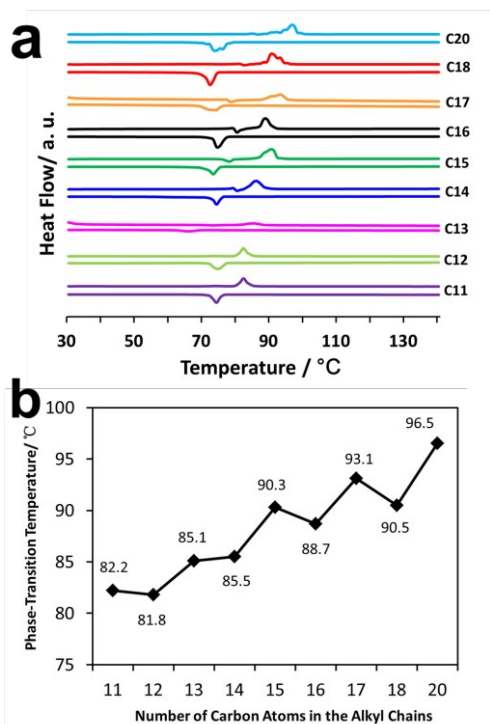 a
C20
C18
C17
C16
C15
C14
C13
C12
C11
Heat Flow/ a. u.
30 50 70 90 110 130
Temperature / °C
b
Phase-Transition Temperature/ ℃
100
95
90
85
80
75
82.2
81.8
85.1
85.5
90.3
88.7
93.1
90.5
96.5
11 12 13 14 15 16 17 18 20
Number of Carbon Atoms in the Alkyl Chains